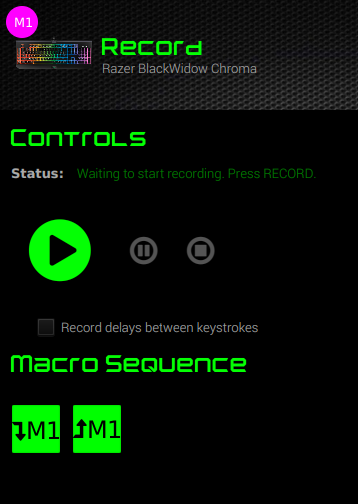 M1
Record
Razer BlackWidow Chroma
Controls
Status: Waiting to start recording. Press RECORD.
Record delays between keystrokes
Macro Sequence
M1 M1